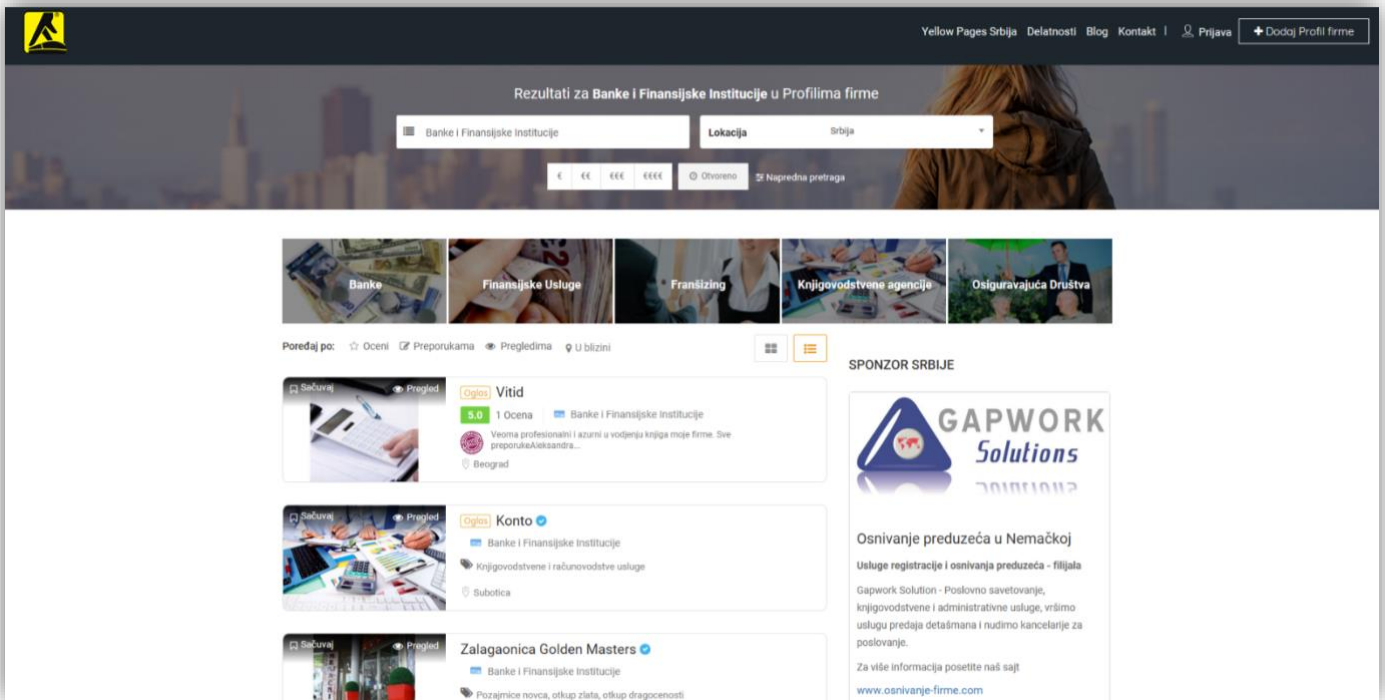 Yellow Pages Srbija Delatnosti Blog Kontakt | Prijava + Dodaj Profil firme
Rezultati za Banke i Finansijske Institucije u Profilima firme
Banke i Finansijske Institucije
Lokacija Srbija
€ €€ €€€ €€€€ Otvoreno Napredna pretraga
Banke
Finansijske Usluge
Franšizing
Knjigovodstvene agencije
Osiguravajuća Društva
Poređaj po: Oceni Preporukama Pregledima U blizini
Sačuvaj Pregled
Oglas Vitid
5.0 1 Ocena Banke i Finansijske Institucije
Veoma profesionalni i azurni u vodjenju knjiga moje firme. Sve
preporukeAleksandra...
Beograd
Sačuvaj Pregled
Oglas Konto
Banke i Finansijske Institucije
Knjigovodstvene i računovodstve usluge
Subotica
Sačuvaj Pregled
Zalagaonica Golden Masters
Banke i Finansijske Institucije
Pozajmice novca, otkup zlata, otkup dragocenosti
SPONZOR SRBIJE
GAPWORK
Solutions
Osnivanje preduzeća u Nemačkoj
Usluge registracije i osnivanja preduzeća - filijala
Gapwork Solution - Poslovno savetovanje,
knjigovodstvene i administrativne usluge, vršimo
uslugu predaja detašmana i nudimo kancelarije za
poslovanje.
Za više informacija posetite naš sajt
www.osnivanje-firme.com